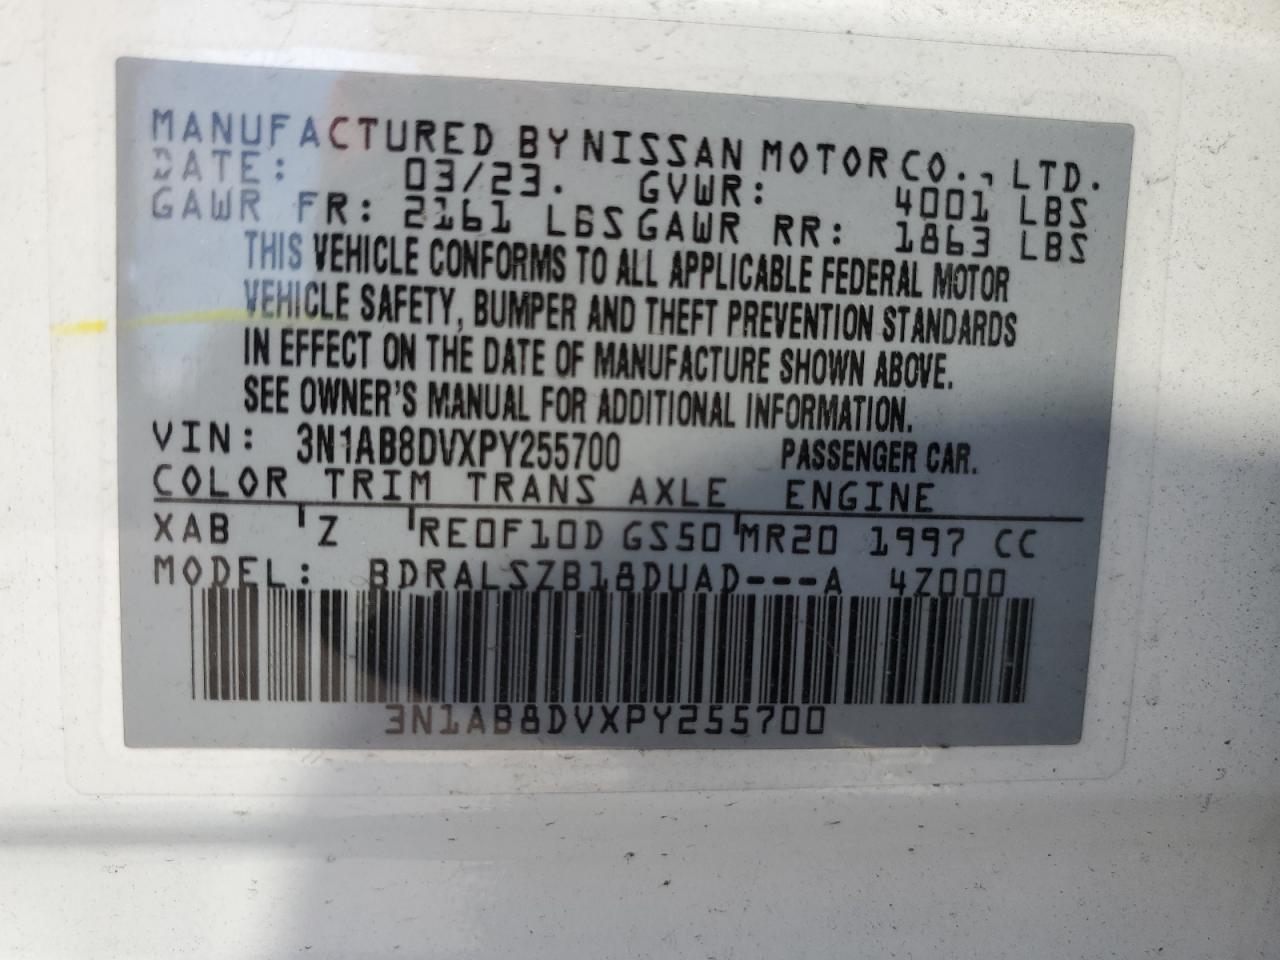 MANUFACTURED BY NISSAN MOTOR CO., LTD.
DATE: 03/23. GVWR: 4001 LBS
GAWR FR: 2161 LBS GAWR RR: 1863 LBS
THIS VEHICLE CONFORMS TO ALL APPLICABLE FEDERAL MOTOR
VEHICLE SAFETY, BUMPER AND THEFT PREVENTION STANDARDS
IN EFFECT ON THE DATE OF MANUFACTURE SHOWN ABOVE.
SEE OWNER'S MANUAL FOR ADDITIONAL INFORMATION.
VIN: 3N1AB8DVXPY255700 PASSENGER CAR.
COLOR TRIM TRANS AXLE ENGINE
XAB Z RE0F10D GS50 MR20 1997 CC
MODEL: BDRALSZB18DUAD---A 4Z000
3N1AB8DVXPY255700